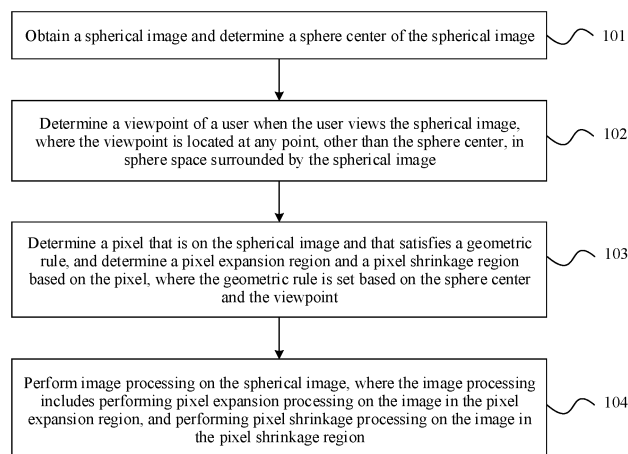 Obtain a spherical image and determine a sphere center of the spherical image
101
Determine a viewpoint of a user when the user views the spherical image,
where the viewpoint is located at any point, other than the sphere center, in
sphere space surrounded by the spherical image
102
Determine a pixel that is on the spherical image and that satisfies a geometric
rule, and determine a pixel expansion region and a pixel shrinkage region
based on the pixel, where the geometric rule is set based on the sphere center
and the viewpoint
103
Perform image processing on the spherical image, where the image processing
includes performing pixel expansion processing on the image in the pixel
expansion region, and performing pixel shrinkage processing on the image in
the pixel shrinkage region
104